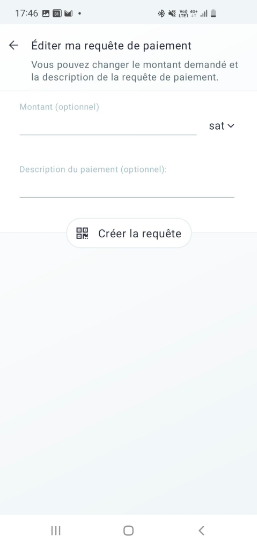 17:46
Éditer ma requête de paiement
Vous pouvez changer le montant demandé et
la description de la requête de paiement.
Montant (optionnel)
sat
Description du paiement (optionnel):
Créer la requête